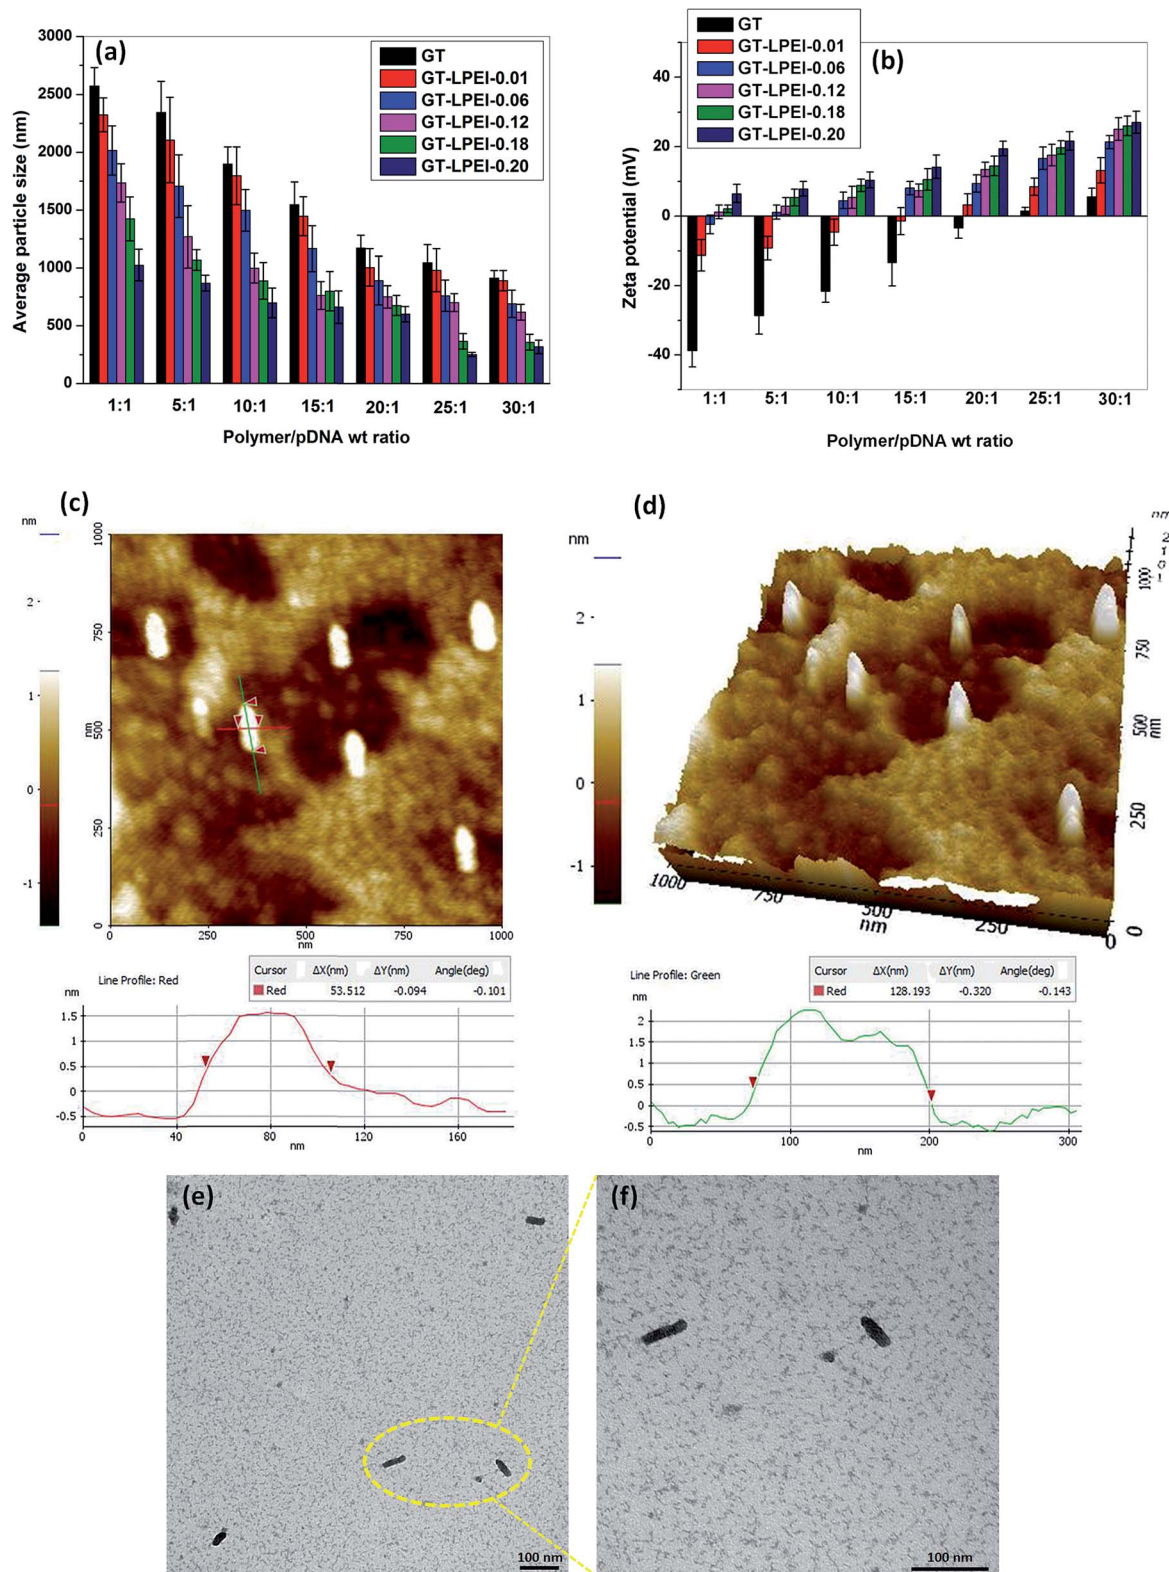 (a)
GT
GT-LPEI-0.01
GT-LPEI-0.06
GT-LPEI-0.12
GT-LPEI-0.18
GT-LPEI-0.20
Average particle size (nm)
3000
2500
2000
1500
1000
500
0
1:1 5:1 10:1 15:1 20:1 25:1 30:1
Polymer/pDNA wt ratio
(b)
GT
GT-LPEI-0.01
GT-LPEI-0.06
GT-LPEI-0.12
GT-LPEI-0.18
GT-LPEI-0.20
Zeta potential (mV)
40
20
0
-20
-40
1:1 5:1 10:1 15:1 20:1 25:1 30:1
Polymer/pDNA wt ratio
(c)
nm
2
1
0
-1
1000
750
500
nm
250
0
0 250 500 750 1000
nm
(d)
nm
2
1
0
-1
nm
1000
750
500
nm
250
0
1000 750 500 250 0
nm
Line Profile: Red
Cursor ΔX(nm) ΔY(nm) Angle(deg)
Red 53.512 -0.094 -0.101
nm
1.5
1
0.5
0
-0.5
0 40 80 120 160
nm
Line Profile: Green
Cursor ΔX(nm) ΔY(nm) Angle(deg)
Red 128.193 -0.320 -0.143
nm
2
1.5
1
0.5
0
-0.5
0 100 200 300
nm
(e)
100 nm
(f)
100 nm